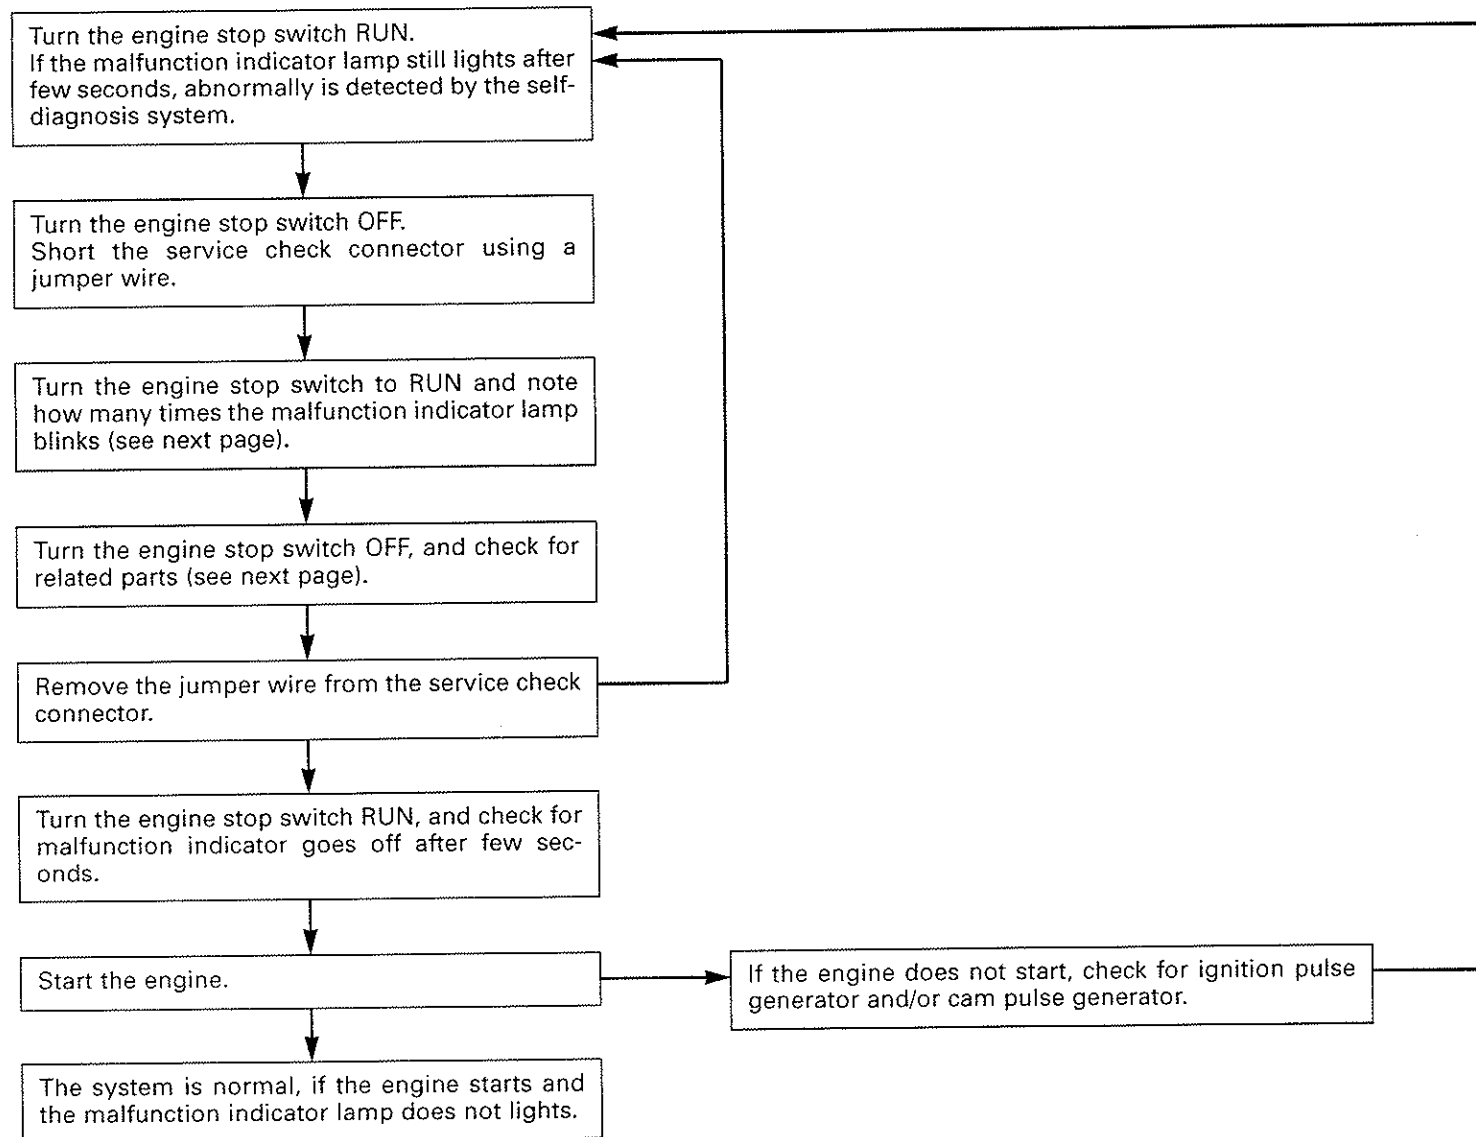 Turn the engine stop switch RUN.
If the malfunction indicator lamp still lights after
few seconds, abnormally is detected by the self-
diagnosis system.
Turn the engine stop switch OFF.
Short the service check connector using a
jumper wire.
Turn the engine stop switch to RUN and note
how many times the malfunction indicator lamp
blinks (see next page).
Turn the engine stop switch OFF, and check for
related parts (see next page).
Remove the jumper wire from the service check
connector.
Turn the engine stop switch RUN, and check for
malfunction indicator goes off after few sec-
onds.
Start the engine.
If the engine does not start, check for ignition pulse
generator and/or cam pulse generator.
The system is normal, if the engine starts and
the malfunction indicator lamp does not lights.